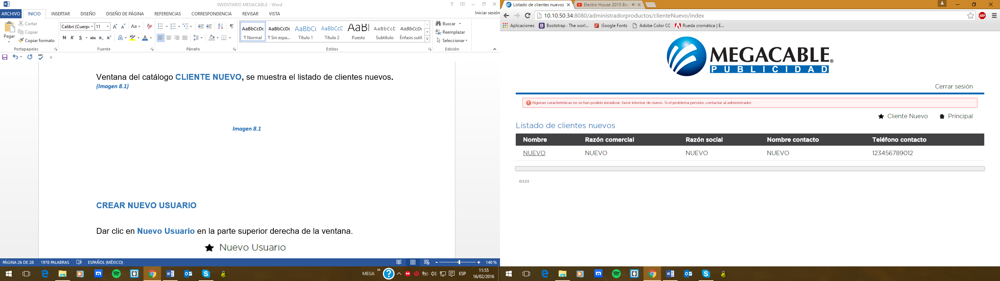 INVENTARIO MEGACABLE - Word
ARCHIVO INICIO INSERTAR DISEÑO DISEÑO DE PÁGINA REFERENCIAS CORRESPONDENCIA REVISAR VISTA Iniciar sesión
Pegar
Cortar
Copiar
Copiar formato
Portapapeles
Calibri (Cuerpo 11
N K S abc x₂ x²
Fuente
Párrafo
AaBbCcDc AaBbCcDc AaBbCc AaBbCcD AaBl AaBbCcD AaBbCcDc
¶ Normal ¶ Sin espa... Título 1 Título 2 Puesto Subtítulo Énfasis sutil
Estilos
Buscar
Reemplazar
Seleccionar
Edición
Ventana del catálogo CLIENTE NUEVO, se muestra el listado de clientes nuevos.
(Imagen 8.1)
Imagen 8.1
CREAR NUEVO USUARIO
Dar clic en Nuevo Usuario en la parte superior derecha de la ventana.
Nuevo Usuario
PÁGINA 26 DE 28 1978 PALABRAS ESPAÑOL (MÉXICO) 140 %
MEGA » ESP 11:55
16/02/2016
Listado de clientes nuevos Electro House 2015 Bes
10.10.50.34:8080/administradorproductos/clienteNuevo/index
ABP
Aplicaciones Bootstrap · The worl... Google Fonts Adobe Color CC Rueda cromática | E...
MEGACABLE®
PUBLICIDAD
Cerrar sesión
Algunas características no se han podido inicializar, favor intentar de nuevo. Si el problema persiste, contactar al administrador.
Cliente Nuevo Principal
Listado de clientes nuevos
Nombre Razón comercial Razón social Nombre contacto Teléfono contacto
NUEVO NUEVO NUEVO NUEVO 123456789012
0.1.23